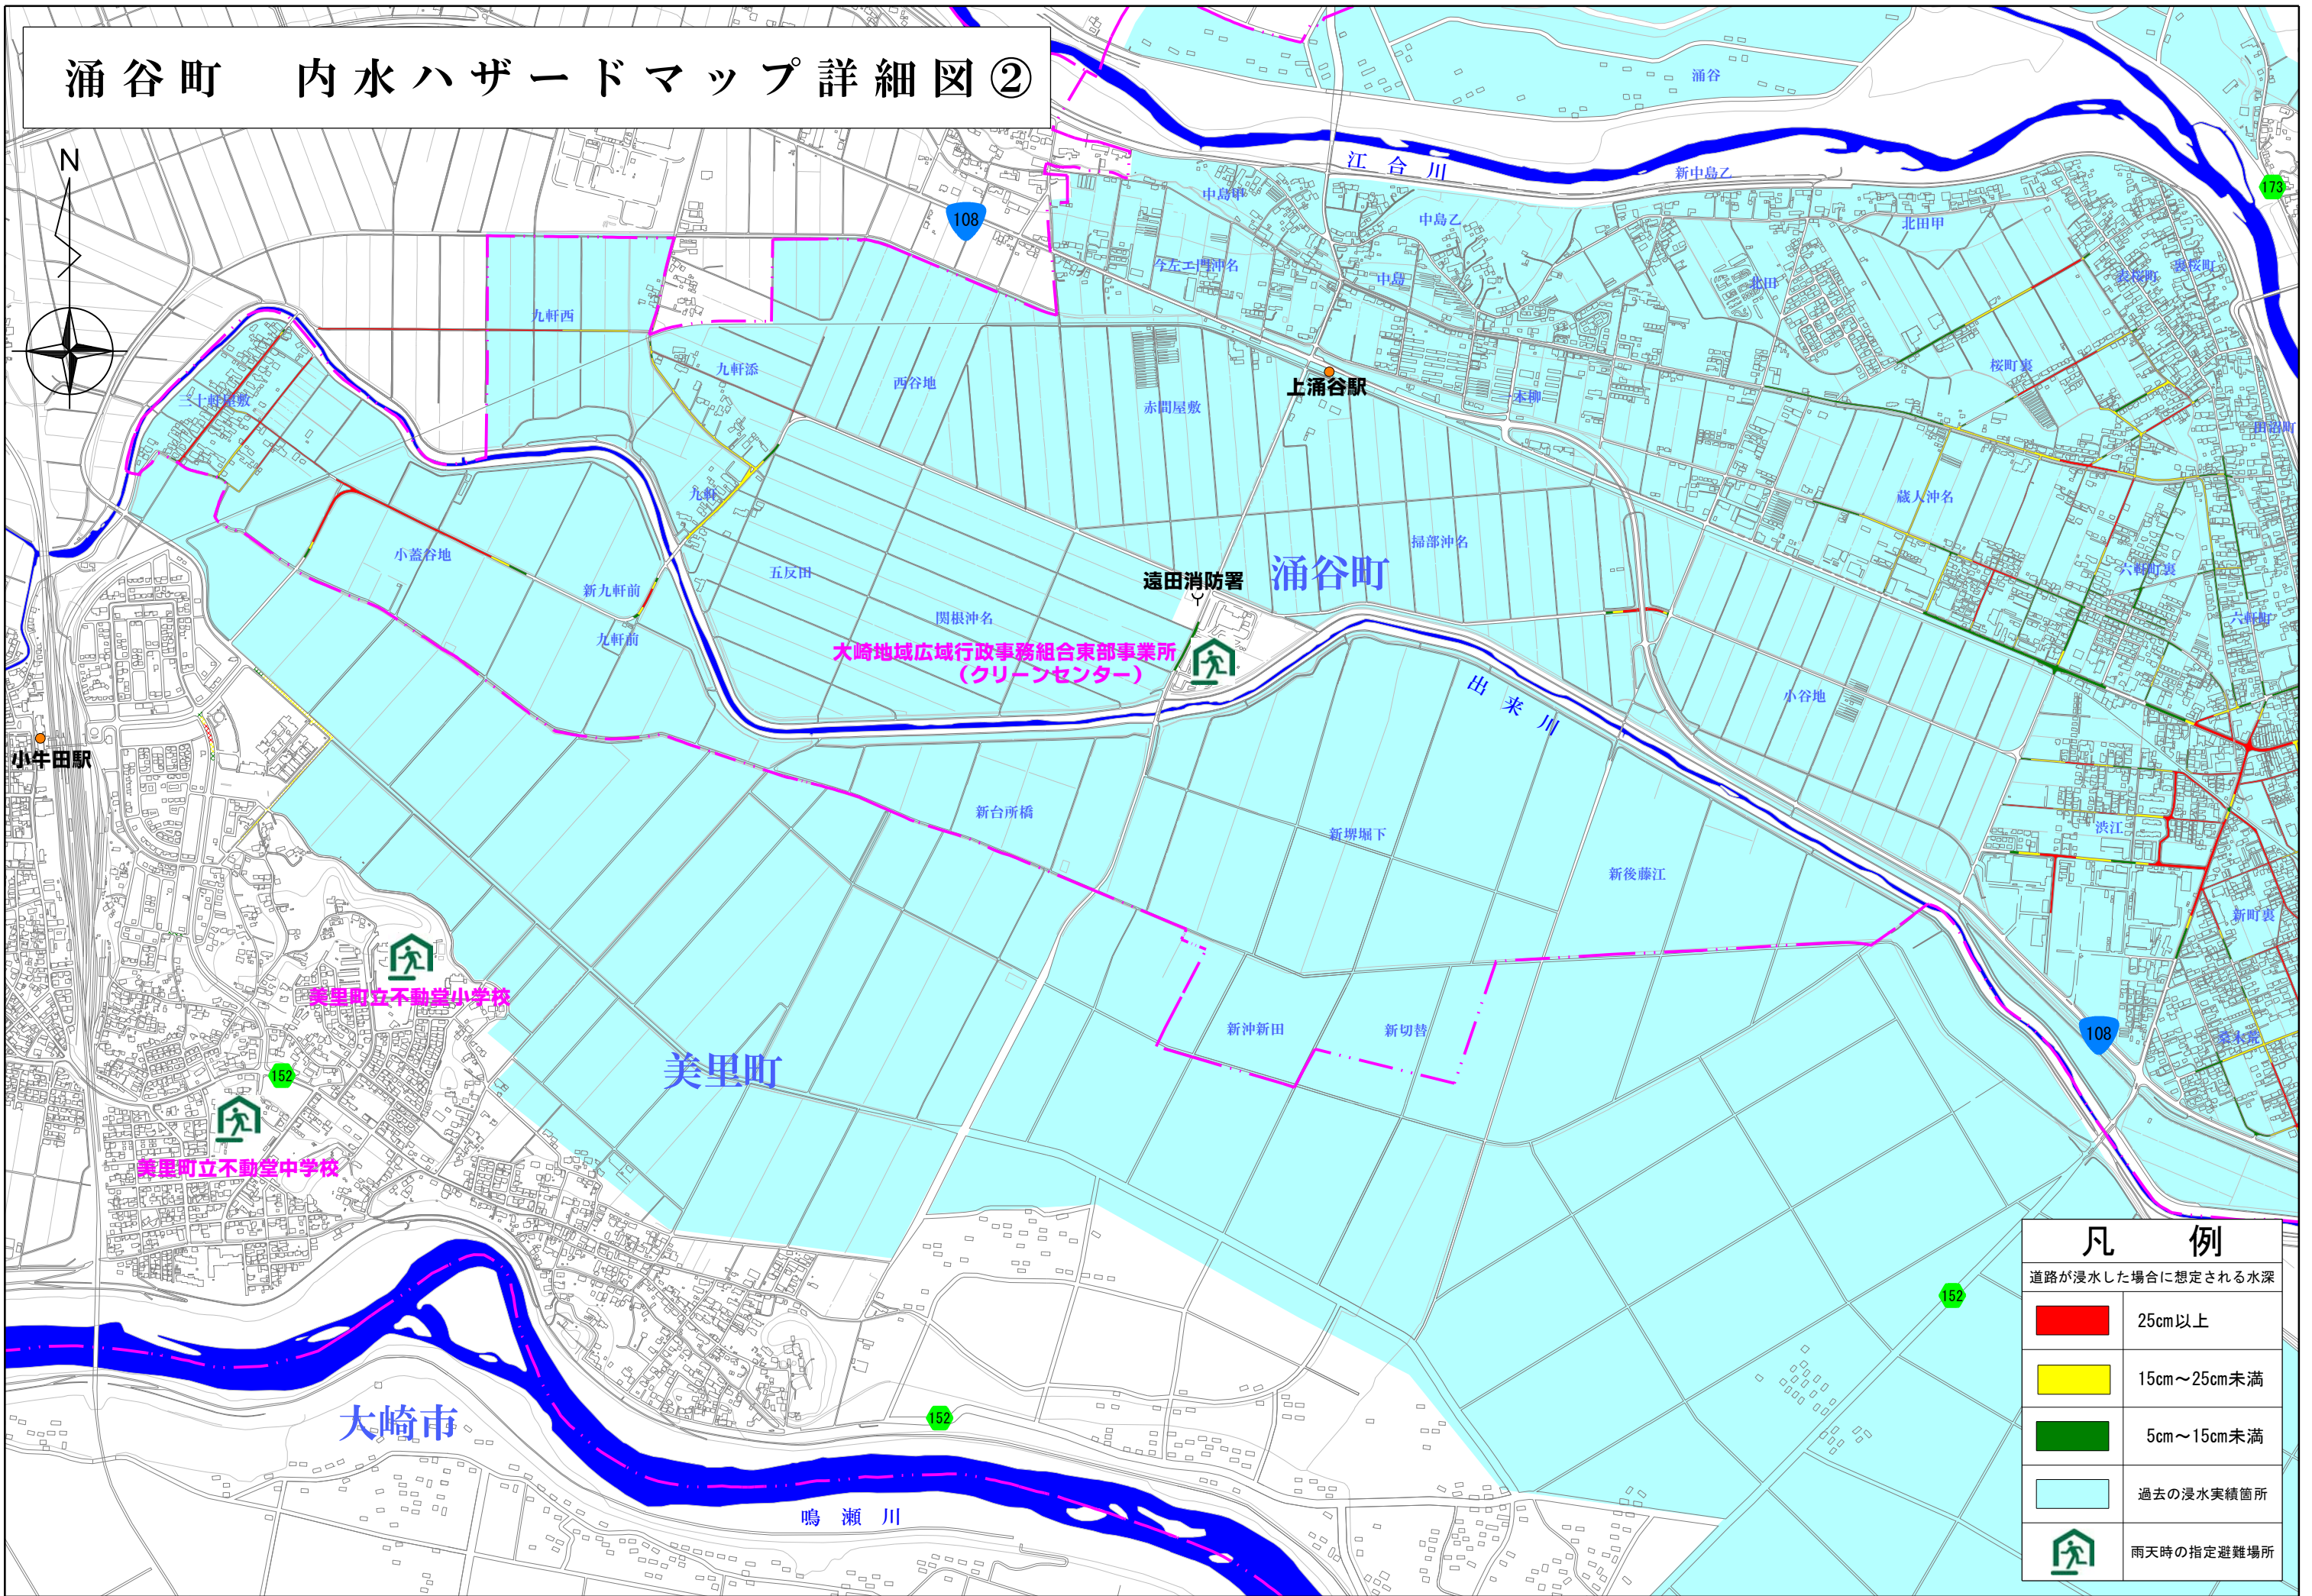 涌谷町　内水ハザードマップ詳細図②
N
涌谷
江合川
新中島乙
173
中島甲
108
中島乙
北田甲
今左エ門沖名
中島
北田
表桜町
裏桜町
九軒西
九軒添
西谷地
赤間屋敷
上涌谷駅
一本柳
桜町裏
三十軒屋敷
田沼町
九軒
蔵人沖名
小蓋谷地
新九軒前
五反田
掃部沖名
遠田消防署
涌谷町
六軒町裏
九軒前
関根沖名
六軒町
大崎地域広域行政事務組合東部事業所
（クリーンセンター）
出来川
小谷地
小牛田駅
新台所橋
新堺堀下
渋江
新後藤江
新町裏
美里町立不動堂小学校
新沖新田
新切替
108
美里町
152
美里町立不動堂中学校
152
大崎市
152
鳴瀬川
凡例
道路が浸水した場合に想定される水深
25cm以上
15cm～25cm未満
5cm～15cm未満
過去の浸水実績箇所
雨天時の指定避難場所